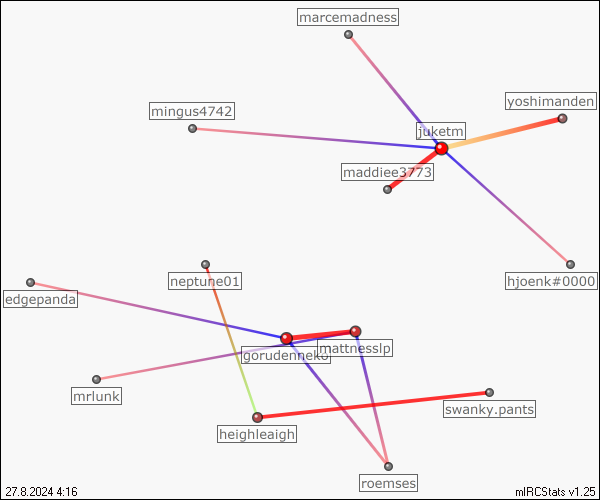 marcemadness
yoshimanden
mingus4742
juketm
maddiee3773
neptune01
hjoenk#0000
edgepanda
gorudenneko
mattnesslp
mrlunk
swanky.pants
heighleaigh
roemses
27.8.2024 4:16
mIRCStats v1.25